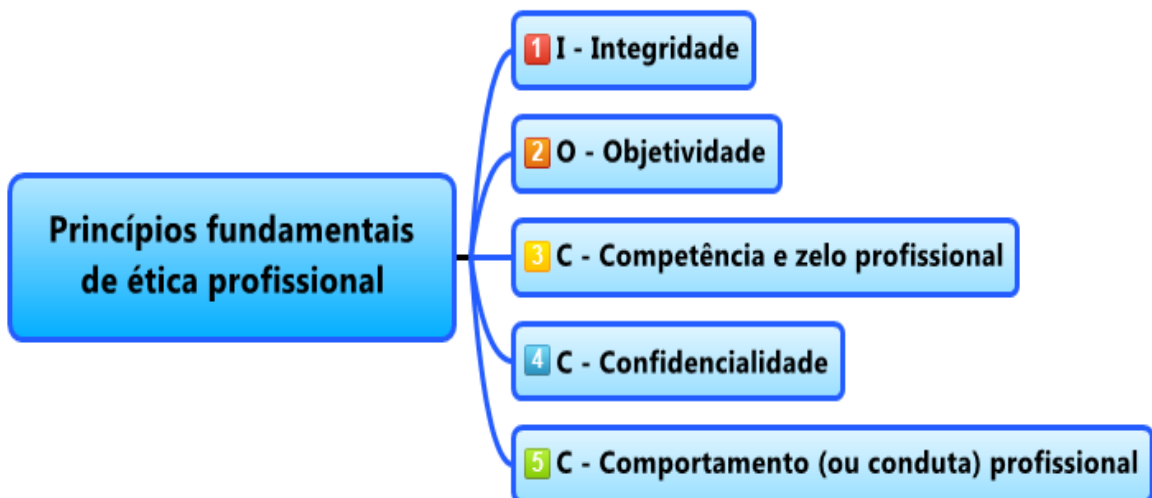 Princípios fundamentais
de ética profissional
1 I - Integridade
2 O - Objetividade
3 C - Competência e zelo profissional
4 C - Confidencialidade
5 C - Comportamento (ou conduta) profissional